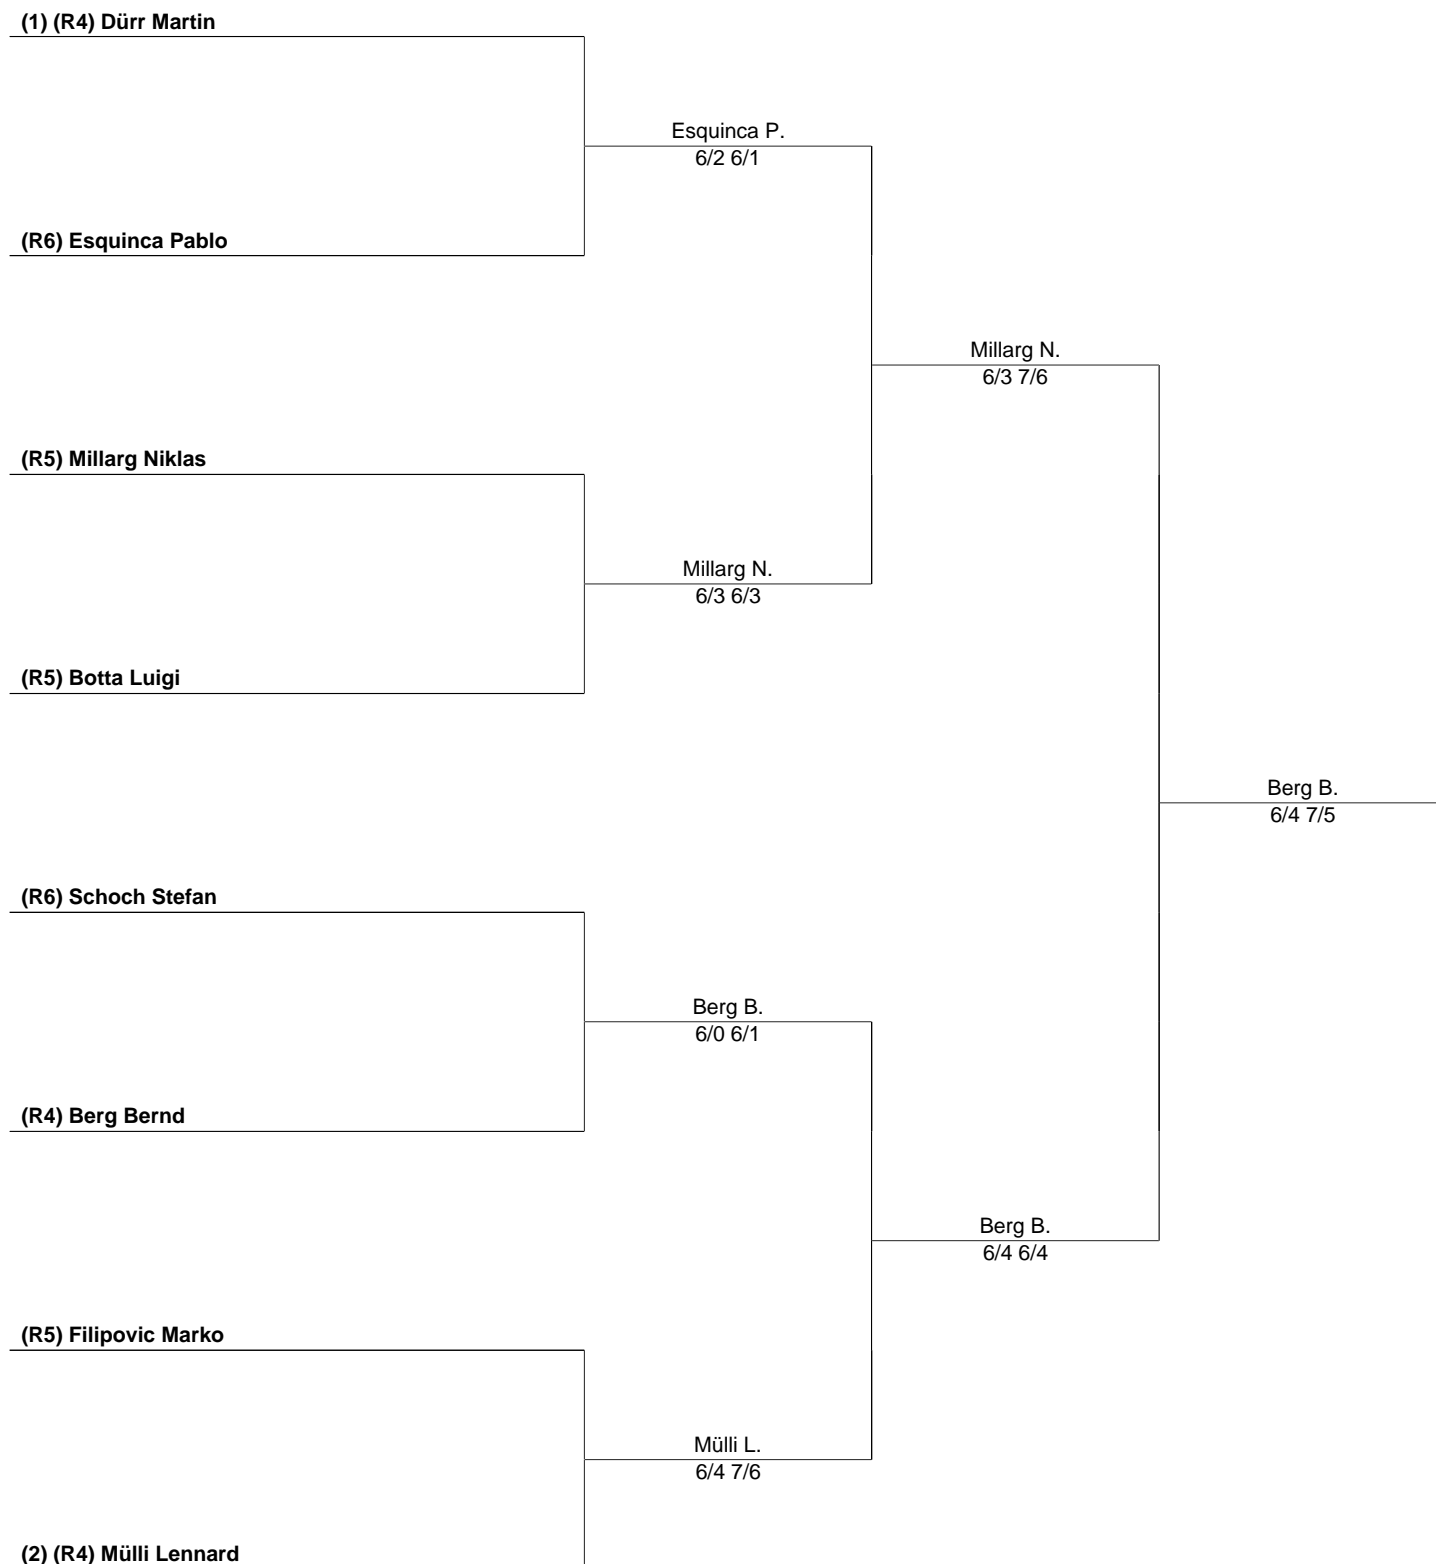 (1) (R4) Dürr Martin
Esquinca P.
6/2 6/1
(R6) Esquinca Pablo
Millarg N.
6/3 7/6
(R5) Millarg Niklas
Millarg N.
6/3 6/3
(R5) Botta Luigi
Berg B.
6/4 7/5
(R6) Schoch Stefan
Berg B.
6/0 6/1
(R4) Berg Bernd
Berg B.
6/4 6/4
(R5) Filipovic Marko
Mülli L.
6/4 7/6
(2) (R4) Mülli Lennard